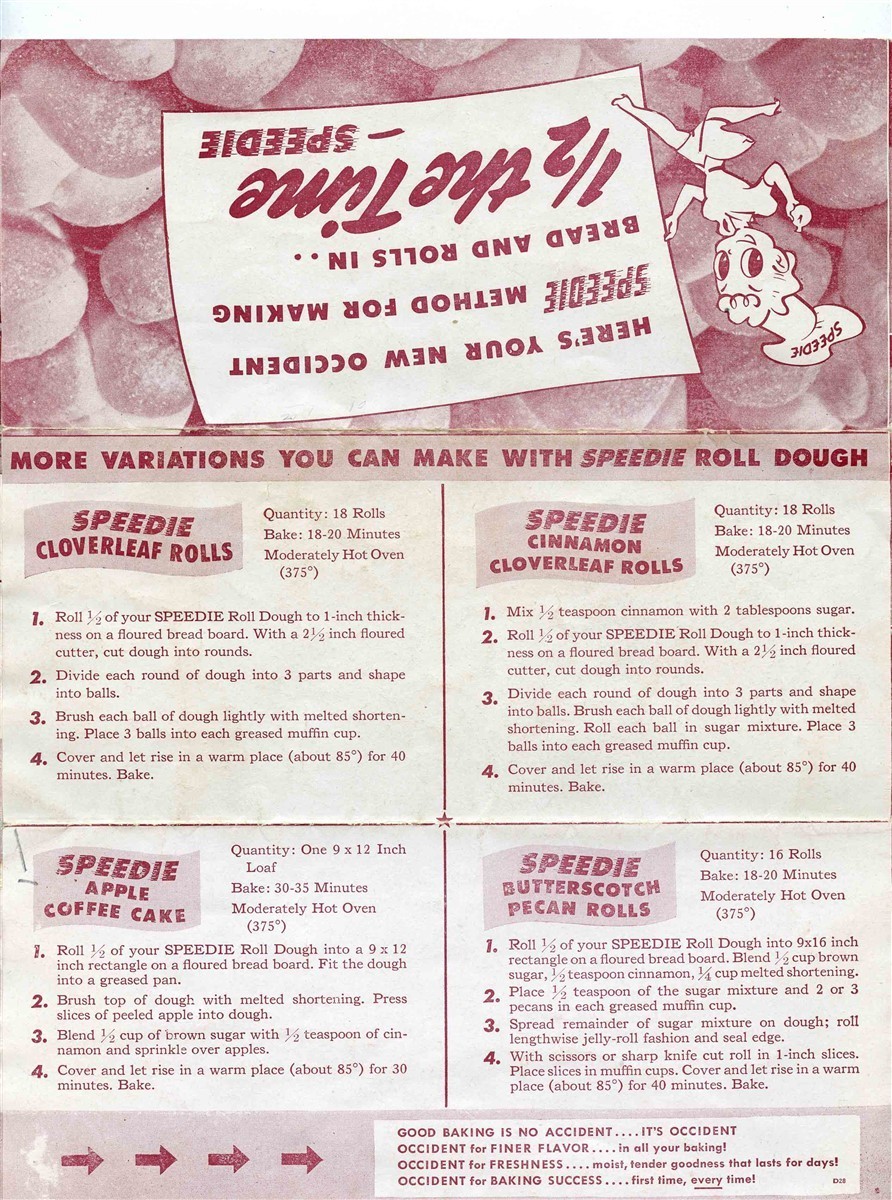 HERE'S YOUR NEW OCCIDENT
SPEEDIE METHOD FOR MAKING
BREAD AND ROLLS IN . .
1/2 the Time
— SPEEDIE
SPEEDIE
MORE VARIATIONS YOU CAN MAKE WITH SPEEDIE ROLL DOUGH
SPEEDIE
CLOVERLEAF ROLLS
Quantity: 18 Rolls
Bake: 18-20 Minutes
Moderately Hot Oven
(375°)
1. Roll ½ of your SPEEDIE Roll Dough to 1-inch thick-
ness on a floured bread board. With a 2½ inch floured
cutter, cut dough into rounds.
2. Divide each round of dough into 3 parts and shape
into balls.
3. Brush each ball of dough lightly with melted shorten-
ing. Place 3 balls into each greased muffin cup.
4. Cover and let rise in a warm place (about 85°) for 40
minutes. Bake.
SPEEDIE
CINNAMON
CLOVERLEAF ROLLS
Quantity: 18 Rolls
Bake: 18-20 Minutes
Moderately Hot Oven
(375°)
1. Mix ½ teaspoon cinnamon with 2 tablespoons sugar.
2. Roll ½ of your SPEEDIE Roll Dough to 1-inch thick-
ness on a floured bread board. With a 2½ inch floured
cutter, cut dough into rounds.
3. Divide each round of dough into 3 parts and shape
into balls. Brush each ball of dough lightly with melted
shortening. Roll each ball in sugar mixture. Place 3
balls into each greased muffin cup.
4. Cover and let rise in a warm place (about 85°) for 40
minutes. Bake.
SPEEDIE
APPLE
COFFEE CAKE
Quantity: One 9 x 12 Inch
Loaf
Bake: 30-35 Minutes
Moderately Hot Oven
(375°)
1. Roll ½ of your SPEEDIE Roll Dough into a 9 x 12
inch rectangle on a floured bread board. Fit the dough
into a greased pan.
2. Brush top of dough with melted shortening. Press
slices of peeled apple into dough.
3. Blend ½ cup of brown sugar with ½ teaspoon of cin-
namon and sprinkle over apples.
4. Cover and let rise in a warm place (about 85°) for 30
minutes. Bake.
SPEEDIE
BUTTERSCOTCH
PECAN ROLLS
Quantity: 16 Rolls
Bake: 18-20 Minutes
Moderately Hot Oven
(375°)
1. Roll ½ of your SPEEDIE Roll Dough into 9x16 inch
rectangle on a floured bread board. Blend ½ cup brown
sugar, ½ teaspoon cinnamon, ¼ cup melted shortening.
2. Place ½ teaspoon of the sugar mixture and 2 or 3
pecans in each greased muffin cup.
3. Spread remainder of sugar mixture on dough; roll
lengthwise jelly-roll fashion and seal edge.
4. With scissors or sharp knife cut roll in 1-inch slices.
Place slices in muffin cups. Cover and let rise in a warm
place (about 85°) for 40 minutes. Bake.
GOOD BAKING IS NO ACCIDENT....IT'S OCCIDENT
OCCIDENT for FINER FLAVOR....in all your baking!
OCCIDENT for FRESHNESS....moist, tender goodness that lasts for days!
OCCIDENT for BAKING SUCCESS....first time, every time!
D28